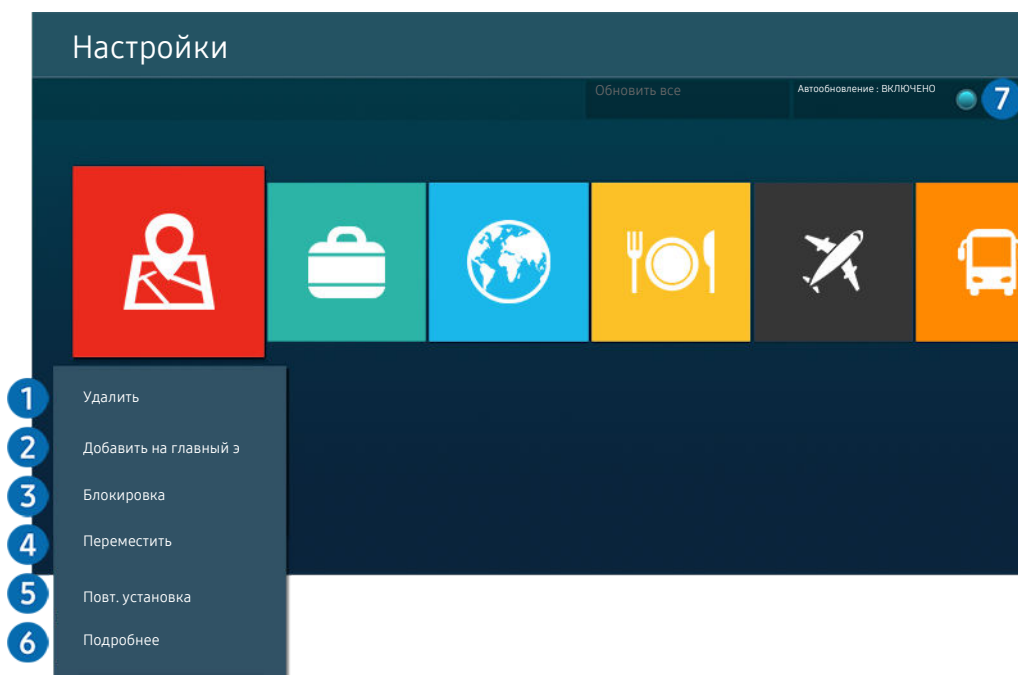 Настройки
Обновить все
Автообновление : ВКЛЮЧЕНО
7
1 Удалить
2 Добавить на главный э
3 Блокировка
4 Переместить
5 Повт. установка
6 Подробнее